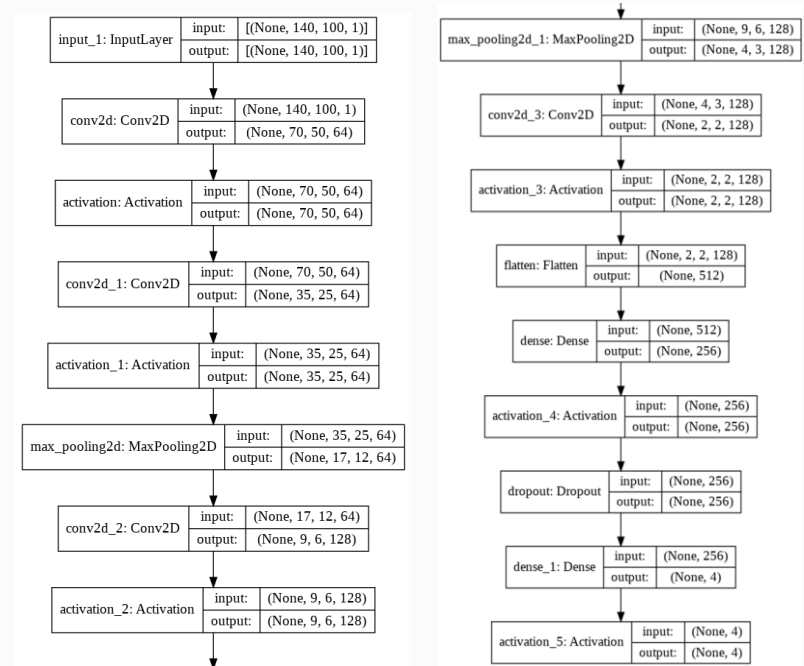 input_1: InputLayer
input: [(None, 140, 100, 1)]
output: [(None, 140, 100, 1)]
conv2d: Conv2D
input: (None, 140, 100, 1)
output: (None, 70, 50, 64)
activation: Activation
input: (None, 70, 50, 64)
output: (None, 70, 50, 64)
conv2d_1: Conv2D
input: (None, 70, 50, 64)
output: (None, 35, 25, 64)
activation_1: Activation
input: (None, 35, 25, 64)
output: (None, 35, 25, 64)
max_pooling2d: MaxPooling2D
input: (None, 35, 25, 64)
output: (None, 17, 12, 64)
conv2d_2: Conv2D
input: (None, 17, 12, 64)
output: (None, 9, 6, 128)
activation_2: Activation
input: (None, 9, 6, 128)
output: (None, 9, 6, 128)
max_pooling2d_1: MaxPooling2D
input: (None, 9, 6, 128)
output: (None, 4, 3, 128)
conv2d_3: Conv2D
input: (None, 4, 3, 128)
output: (None, 2, 2, 128)
activation_3: Activation
input: (None, 2, 2, 128)
output: (None, 2, 2, 128)
flatten: Flatten
input: (None, 2, 2, 128)
output: (None, 512)
dense: Dense
input: (None, 512)
output: (None, 256)
activation_4: Activation
input: (None, 256)
output: (None, 256)
dropout: Dropout
input: (None, 256)
output: (None, 256)
dense_1: Dense
input: (None, 256)
output: (None, 4)
activation_5: Activation
input: (None, 4)
output: (None, 4)